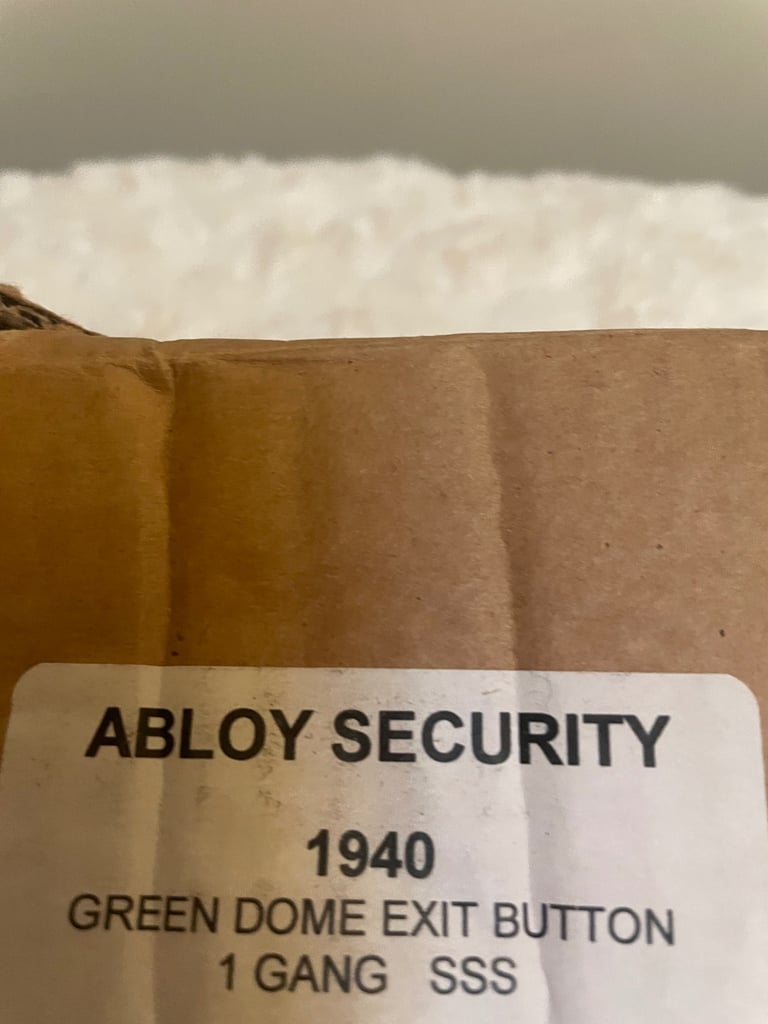 ABLOY SECURITY
1940
GREEN DOME EXIT BUTTON
1 GANG SSS